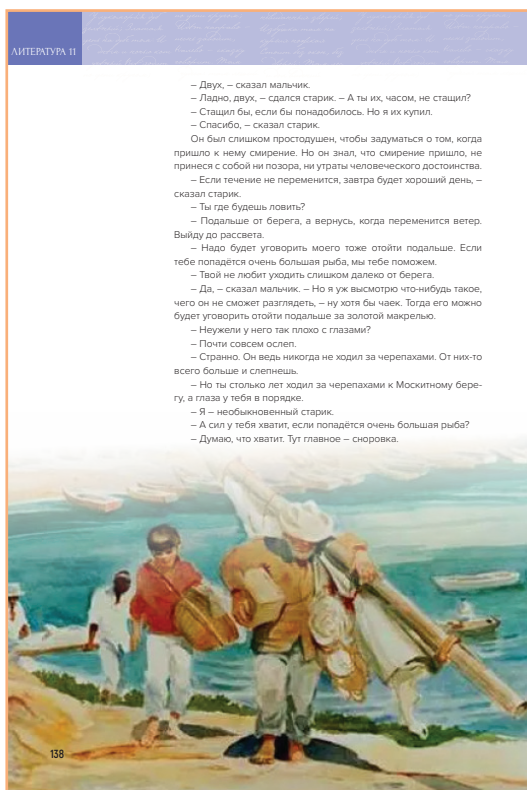 ЛИТЕРАТУРА 11
– Двух, – сказал мальчик.
– Ладно, двух, – сдался старик. – А ты их, часом, не стащил?
– Стащил бы, если бы понадобилось. Но я их купил.
– Спасибо, – сказал старик.
Он был слишком простодушен, чтобы задуматься о том, когда
пришло к нему смирение. Но он знал, что смирение пришло, не
принеся с собой ни позора, ни утраты человеческого достоинства.
– Если течение не переменится, завтра будет хороший день, –
сказал старик.
– Ты где будешь ловить?
– Подальше от берега, а вернусь, когда переменится ветер.
Выйду до рассвета.
– Надо будет уговорить моего тоже отойти подальше. Если
тебе попадётся очень большая рыба, мы тебе поможем.
– Твой не любит уходить слишком далеко от берега.
– Да, – сказал мальчик. – Но я уж высмотрю что-нибудь такое,
чего он не сможет разглядеть, – ну хотя бы чаек. Тогда его можно
будет уговорить отойти подальше за золотой макрелью.
– Неужели у него так плохо с глазами?
– Почти совсем ослеп.
– Странно. Он ведь никогда не ходил за черепахами. От них-то
всего больше и слепнешь.
– Но ты столько лет ходил за черепахами к Москитному бере-
гу, а глаза у тебя в порядке.
– Я – необыкновенный старик.
– А сил у тебя хватит, если попадётся очень большая рыба?
– Думаю, что хватит. Тут главное – сноровка.
138